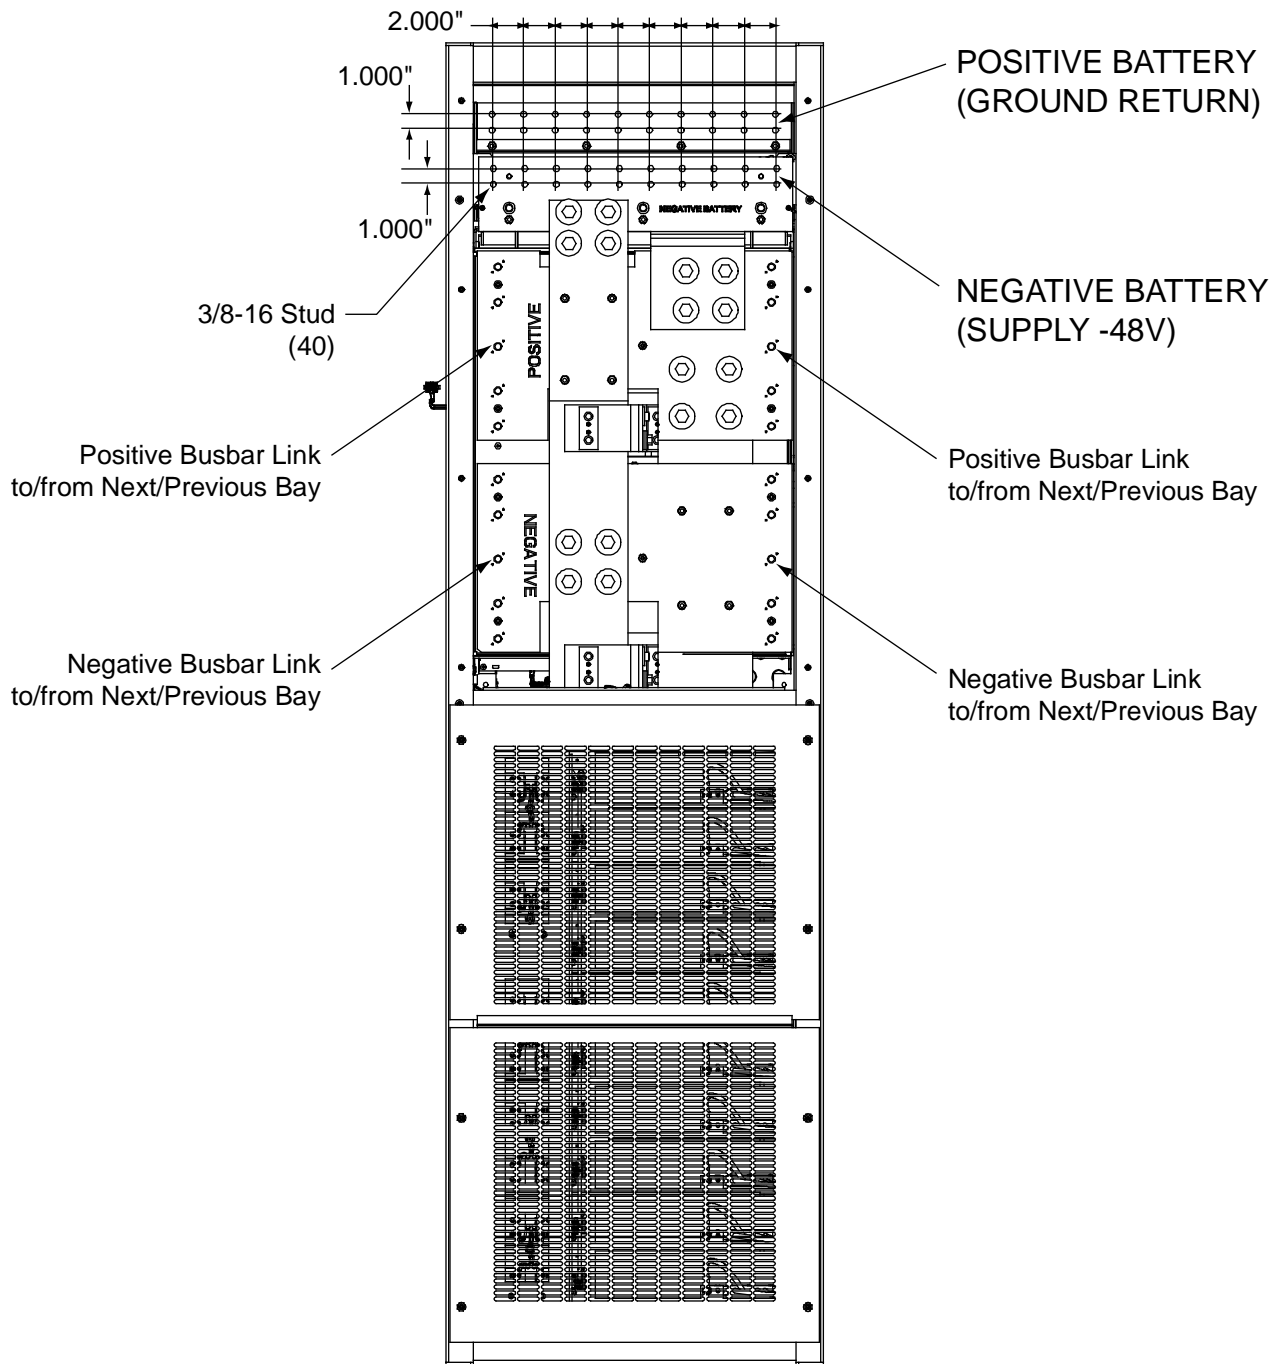 2.000"
1.000"
POSITIVE BATTERY
(GROUND RETURN)
1.000"
NEGATIVE BATTERY
3/8-16 Stud
(40)
NEGATIVE BATTERY
(SUPPLY -48V)
POSITIVE
Positive Busbar Link
to/from Next/Previous Bay
Positive Busbar Link
to/from Next/Previous Bay
NEGATIVE
Negative Busbar Link
to/from Next/Previous Bay
Negative Busbar Link
to/from Next/Previous Bay